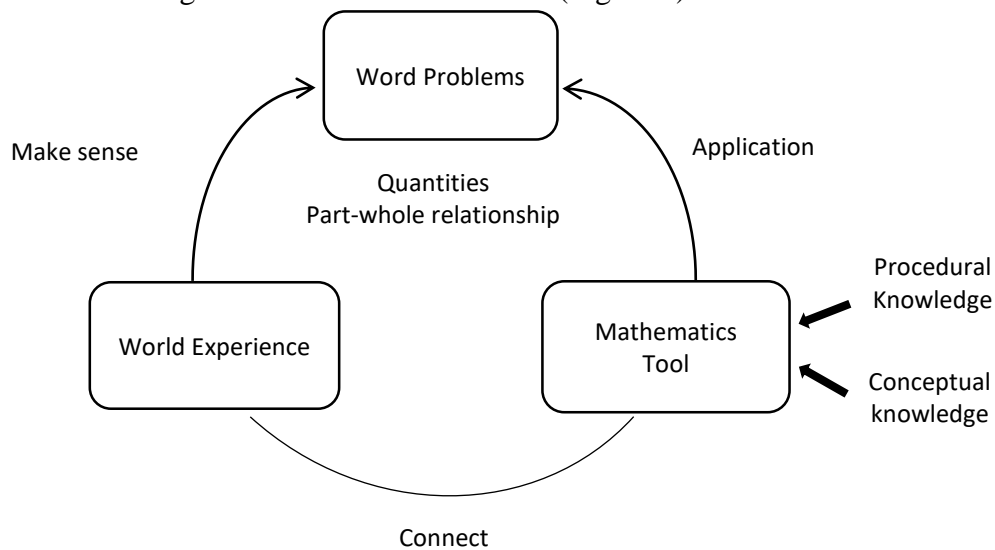 Word Problems
Make sense
Application
Quantities
Part-whole relationship
Procedural
Knowledge
World Experience
Mathematics
Tool
Conceptual
knowledge
Connect